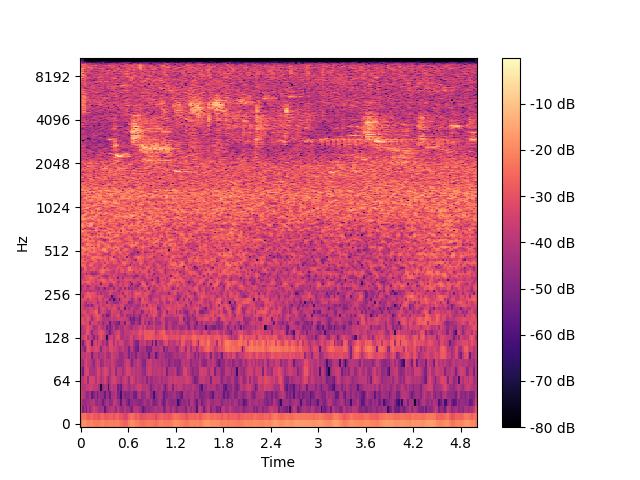 8192
4096
2048
1024
512
256
128
64
0
Hz
0 0.6 1.2 1.8 2.4 3 3.6 4.2 4.8
Time
-10 dB
-20 dB
-30 dB
-40 dB
-50 dB
-60 dB
-70 dB
-80 dB